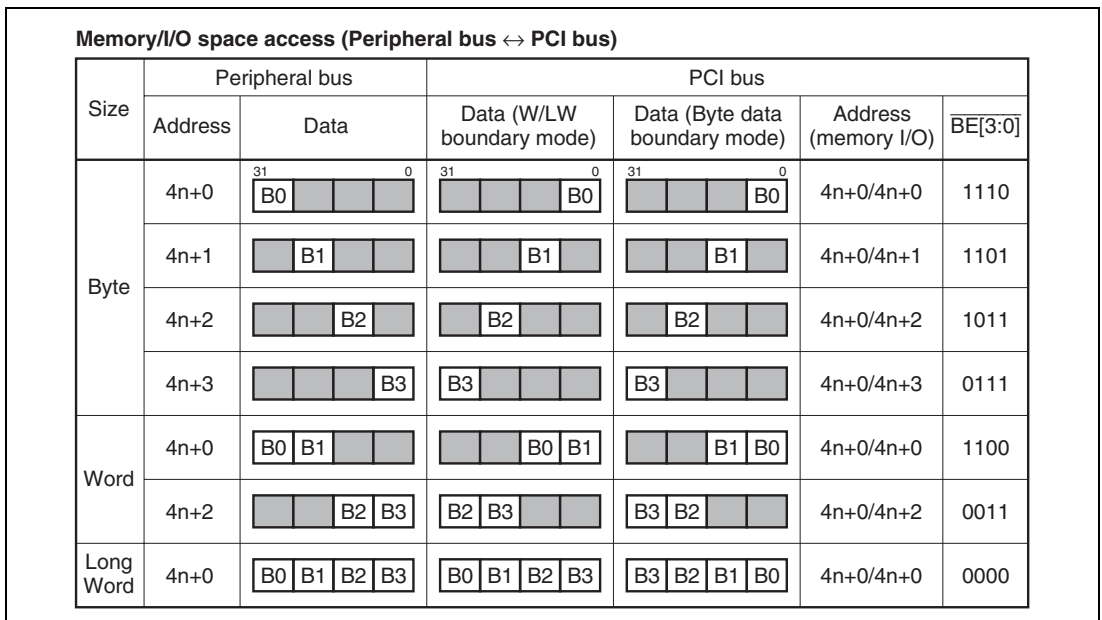 Memory/I/O space access (Peripheral bus ↔ PCI bus)
Size
Peripheral bus
PCI bus
Address
Data
Data (W/LW
boundary mode)
Data (Byte data
boundary mode)
Address
(memory I/O)
BE[3:0]
Byte
4n+0
31 0
B0
31 0
B0
31 0
B0
4n+0/4n+0
1110
4n+1
B1
B1
B1
4n+0/4n+1
1101
4n+2
B2
B2
B2
4n+0/4n+2
1011
4n+3
B3
B3
B3
4n+0/4n+3
0111
Word
4n+0
B0 B1
B0 B1
B1 B0
4n+0/4n+0
1100
4n+2
B2 B3
B2 B3
B3 B2
4n+0/4n+2
0011
Long
Word
4n+0
B0 B1 B2 B3
B0 B1 B2 B3
B3 B2 B1 B0
4n+0/4n+0
0000